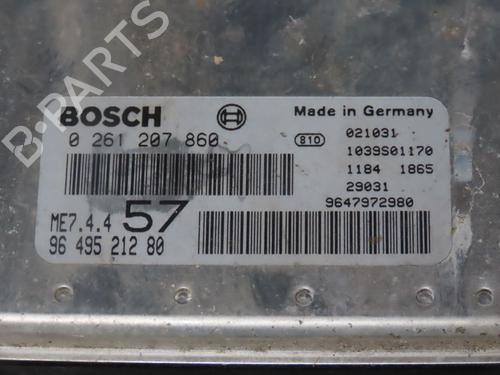 B-PARTS
BOSCH
Made in Germany
0 261 207 860
810
021031
1039S01170
1184 1865
29031
9647972980
ME7.4.4 57
96 495 212 80